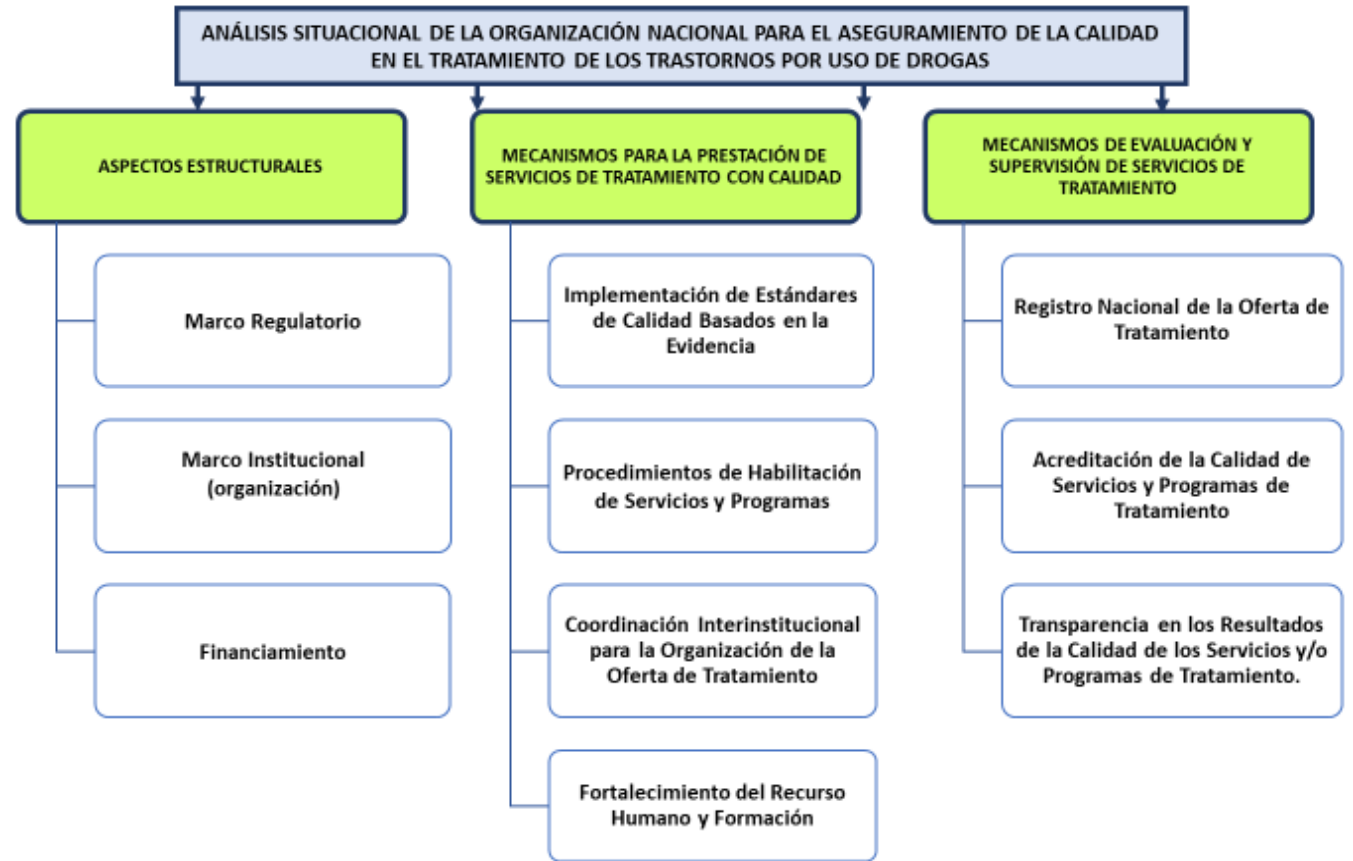 ANÁLISIS SITUACIONAL DE LA ORGANIZACIÓN NACIONAL PARA EL ASEGURAMIENTO DE LA CALIDAD
EN EL TRATAMIENTO DE LOS TRASTORNOS POR USO DE DROGAS
ASPECTOS ESTRUCTURALES
Marco Regulatorio
Marco Institucional
(organización)
Financiamiento
MECANISMOS PARA LA PRESTACIÓN DE
SERVICIOS DE TRATAMIENTO CON CALIDAD
Implementación de Estándares
de Calidad Basados en la
Evidencia
Procedimientos de Habilitación
de Servicios y Programas
Coordinación Interinstitucional
para la Organización de la
Oferta de Tratamiento
Fortalecimiento del Recurso
Humano y Formación
MECANISMOS DE EVALUACIÓN Y
SUPERVISIÓN DE SERVICIOS DE
TRATAMIENTO
Registro Nacional de la Oferta de
Tratamiento
Acreditación de la Calidad de
Servicios y Programas de
Tratamiento
Transparencia en los Resultados
de la Calidad de los Servicios y/o
Programas de Tratamiento.